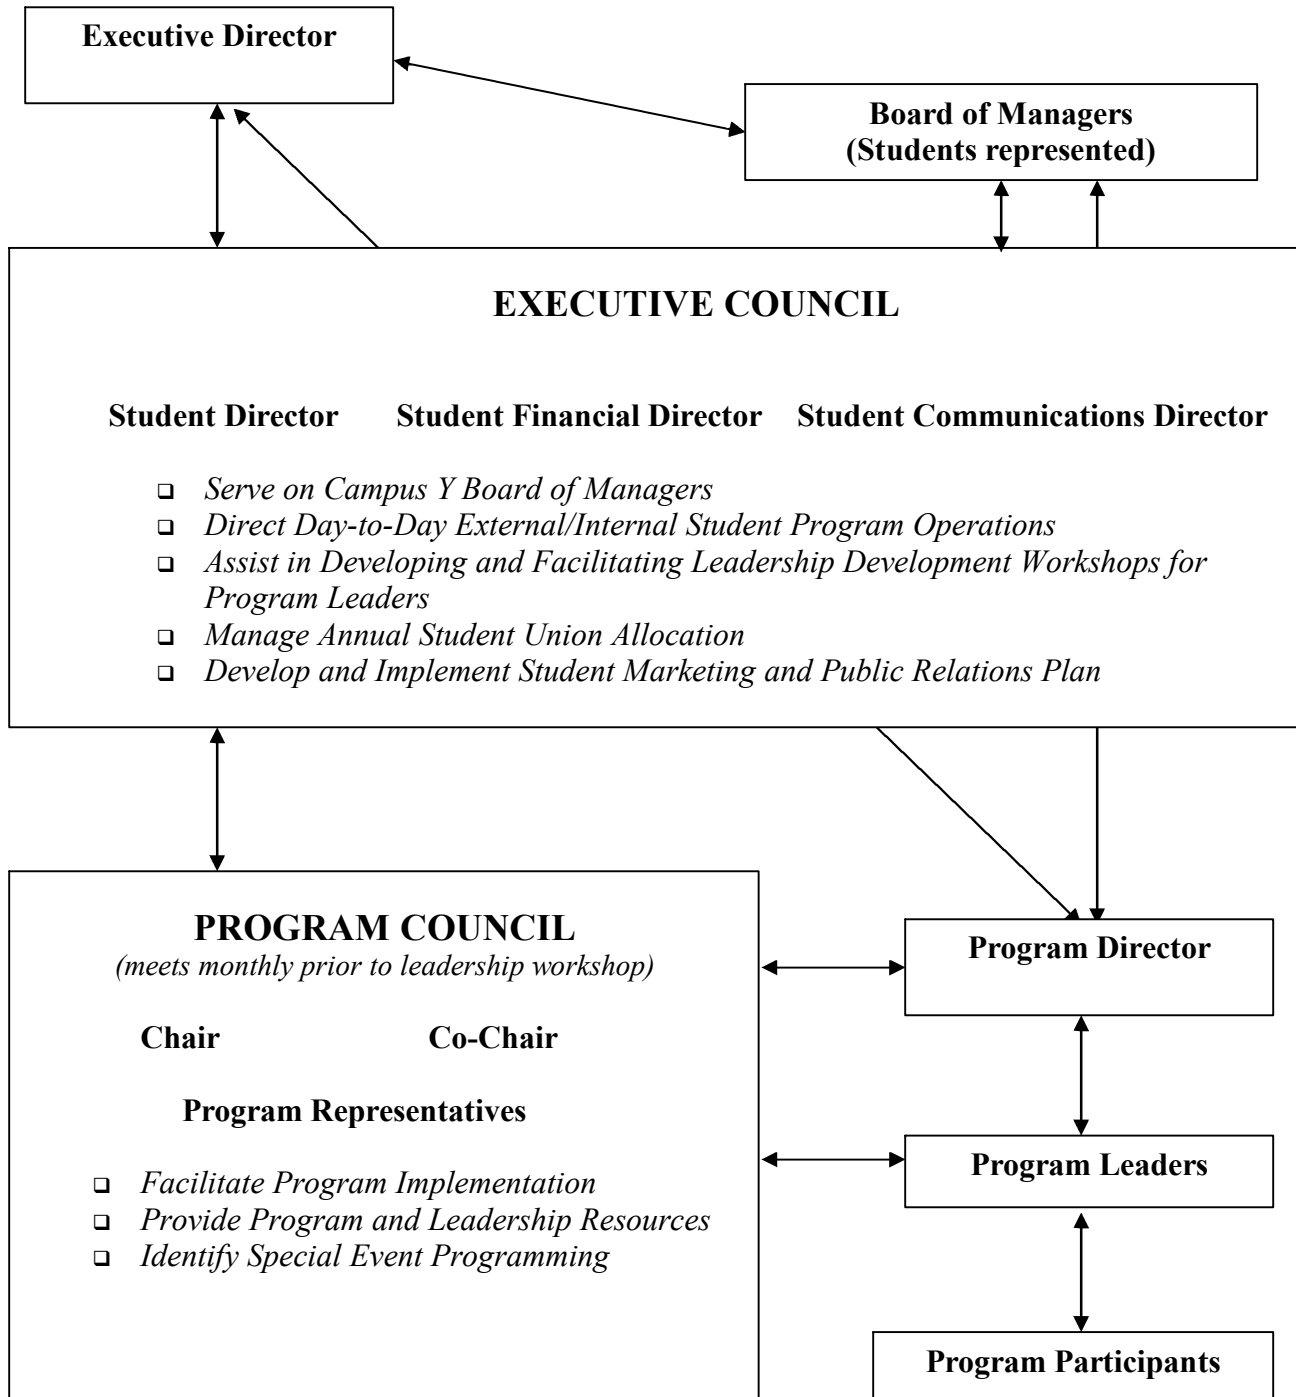 Executive Director
Board of Managers
(Students represented)
EXECUTIVE COUNCIL
Student Director Student Financial Director Student Communications Director
❑ Serve on Campus Y Board of Managers
❑ Direct Day-to-Day External/Internal Student Program Operations
❑ Assist in Developing and Facilitating Leadership Development Workshops for
Program Leaders
❑ Manage Annual Student Union Allocation
❑ Develop and Implement Student Marketing and Public Relations Plan
PROGRAM COUNCIL
(meets monthly prior to leadership workshop)
Chair Co-Chair
Program Representatives
❑ Facilitate Program Implementation
❑ Provide Program and Leadership Resources
❑ Identify Special Event Programming
Program Director
Program Leaders
Program Participants